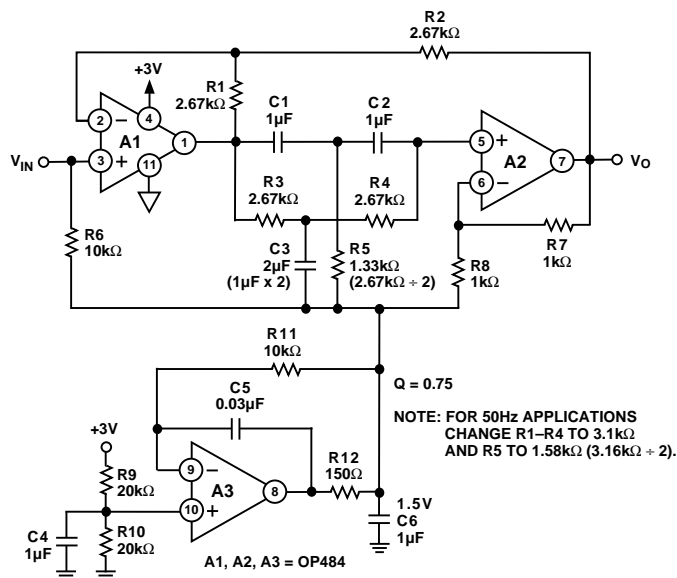 R2
2.67kΩ
+3V
R1
2.67kΩ
C1
1µF
C2
1µF
2
−
4
A1
1
VIN
3
+
11
5
+
A2
7
VO
6
−
R3
2.67kΩ
R4
2.67kΩ
R6
10kΩ
C3
2µF
(1µF x 2)
R5
1.33kΩ
(2.67kΩ ÷ 2)
R8
1kΩ
R7
1kΩ
R11
10kΩ
C5
0.03µF
Q = 0.75
NOTE: FOR 50Hz APPLICATIONS
CHANGE R1–R4 TO 3.1kΩ
AND R5 TO 1.58kΩ (3.16kΩ ÷ 2).
+3V
R9
20kΩ
9
−
A3
8
10
+
R12
150Ω
C4
1µF
R10
20kΩ
1.5V
C6
1µF
A1, A2, A3 = OP484